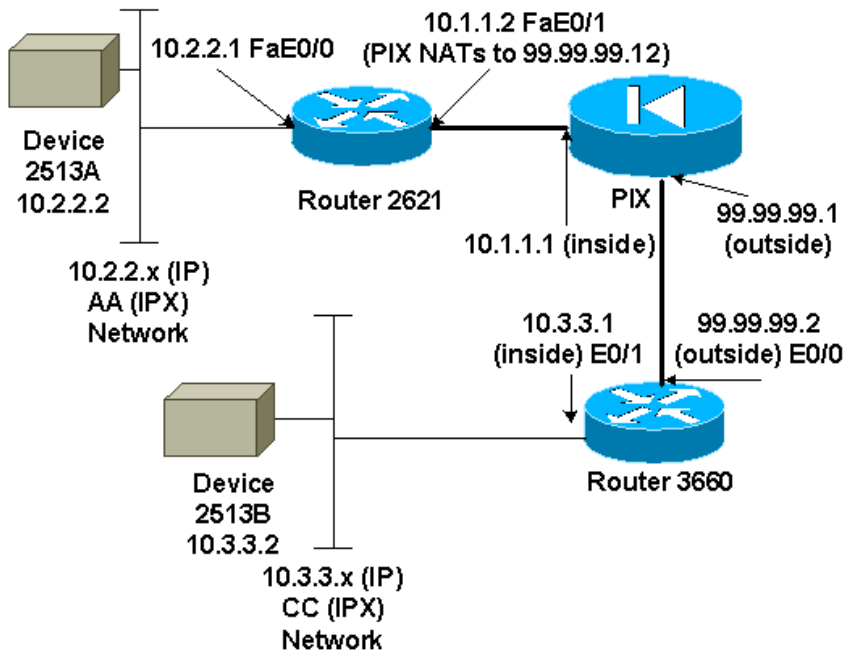 10.2.2.1 FaE0/0
10.1.1.2 FaE0/1
(PIX NATs to 99.99.99.12)
Device
2513A
10.2.2.2
Router 2621
PIX
10.1.1.1 (inside)
99.99.99.1
(outside)
10.2.2.x (IP)
AA (IPX)
Network
10.3.3.1
(inside) E0/1
99.99.99.2
(outside) E0/0
Device
2513B
10.3.3.2
Router 3660
10.3.3.x (IP)
CC (IPX)
Network